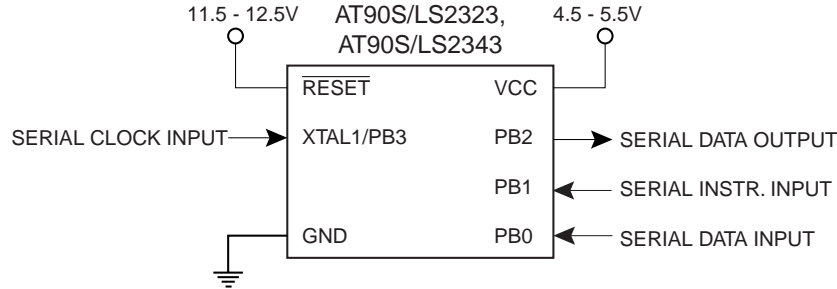 11.5 - 12.5V
AT90S/LS2323,
AT90S/LS2343
4.5 - 5.5V
RESET
VCC
SERIAL CLOCK INPUT
XTAL1/PB3
PB2
SERIAL DATA OUTPUT
PB1
SERIAL INSTR. INPUT
GND
PB0
SERIAL DATA INPUT